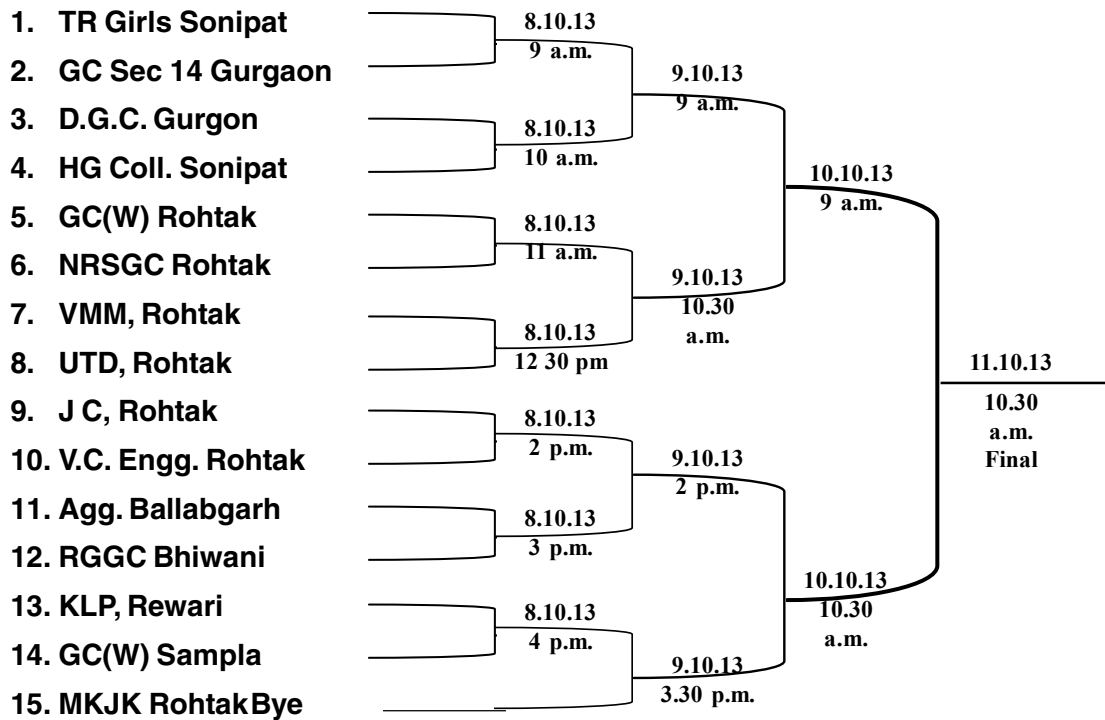 1. TR Girls Sonipat
2. GC Sec 14 Gurgaon
3. D.G.C. Gurgon
4. HG Coll. Sonipat
5. GC(W) Rohtak
6. NRSGC Rohtak
7. VMM, Rohtak
8. UTD, Rohtak
9. J C, Rohtak
10. V.C. Engg. Rohtak
11. Agg. Ballabgarh
12. RGGC Bhiwani
13. KLP, Rewari
14. GC(W) Sampla
15. MKJK Rohtak Bye
8.10.13
9 a.m.
8.10.13
10 a.m.
8.10.13
11 a.m.
8.10.13
12 30 pm
8.10.13
2 p.m.
8.10.13
3 p.m.
8.10.13
4 p.m.
9.10.13
9 a.m.
9.10.13
10.30
a.m.
9.10.13
2 p.m.
9.10.13
3.30 p.m.
10.10.13
9 a.m.
10.10.13
10.30
a.m.
11.10.13
10.30
a.m.
Final